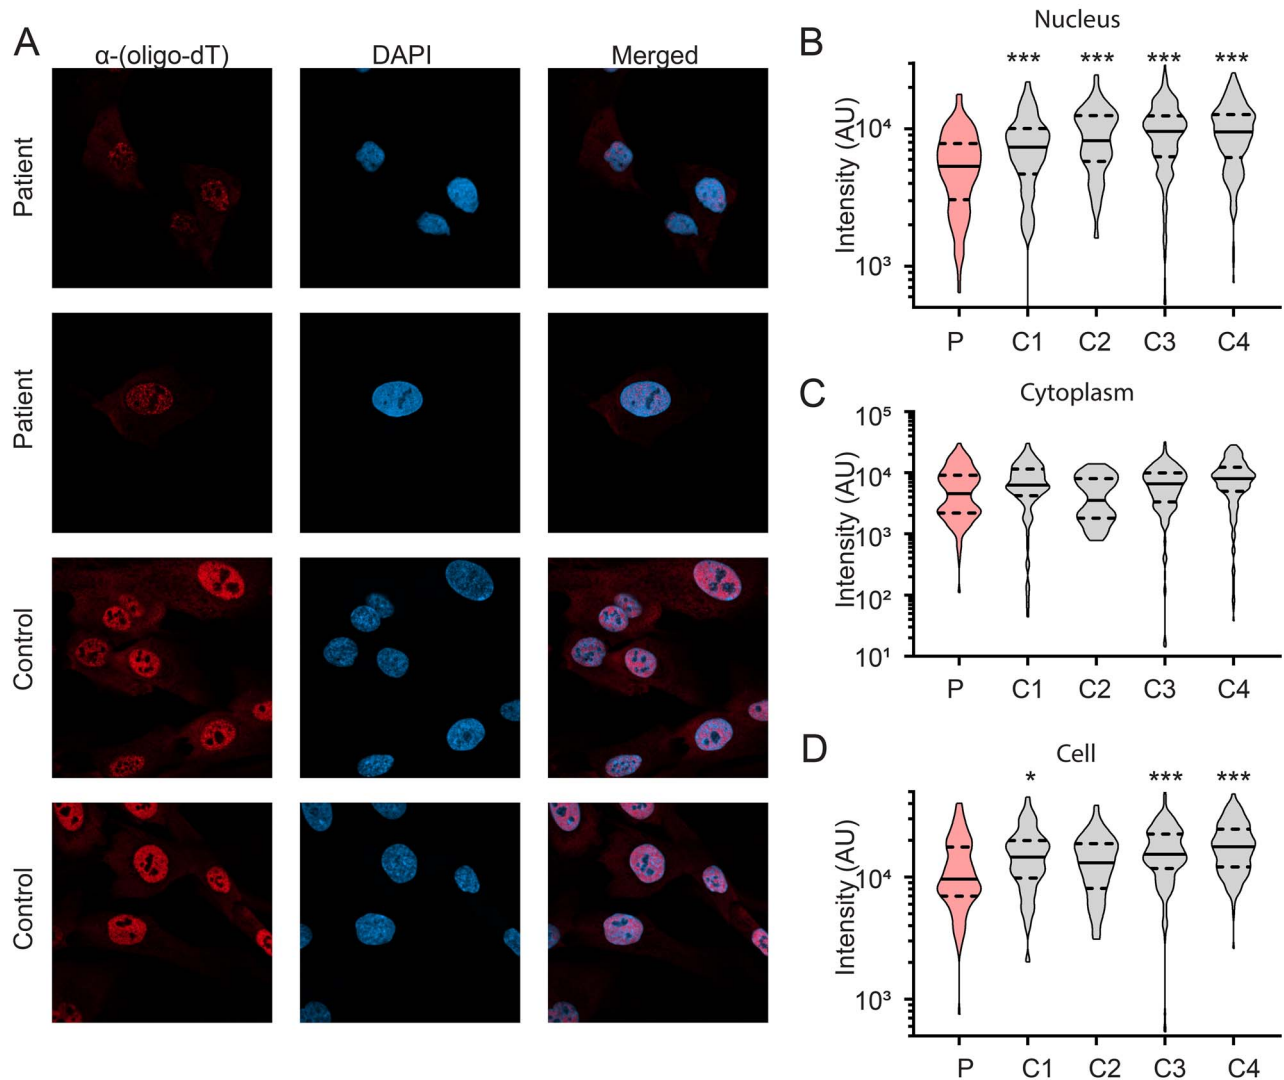 A
α-(oligo-dT) DAPI Merged
Patient
Patient
Control
Control
B
Nucleus
*** *** *** ***
Intensity (AU)
10⁴
10³
P C1 C2 C3 C4
C
Cytoplasm
Intensity (AU)
10⁵
10⁴
10³
10²
10¹
P C1 C2 C3 C4
D
Cell
* *** ***
Intensity (AU)
10⁴
10³
P C1 C2 C3 C4